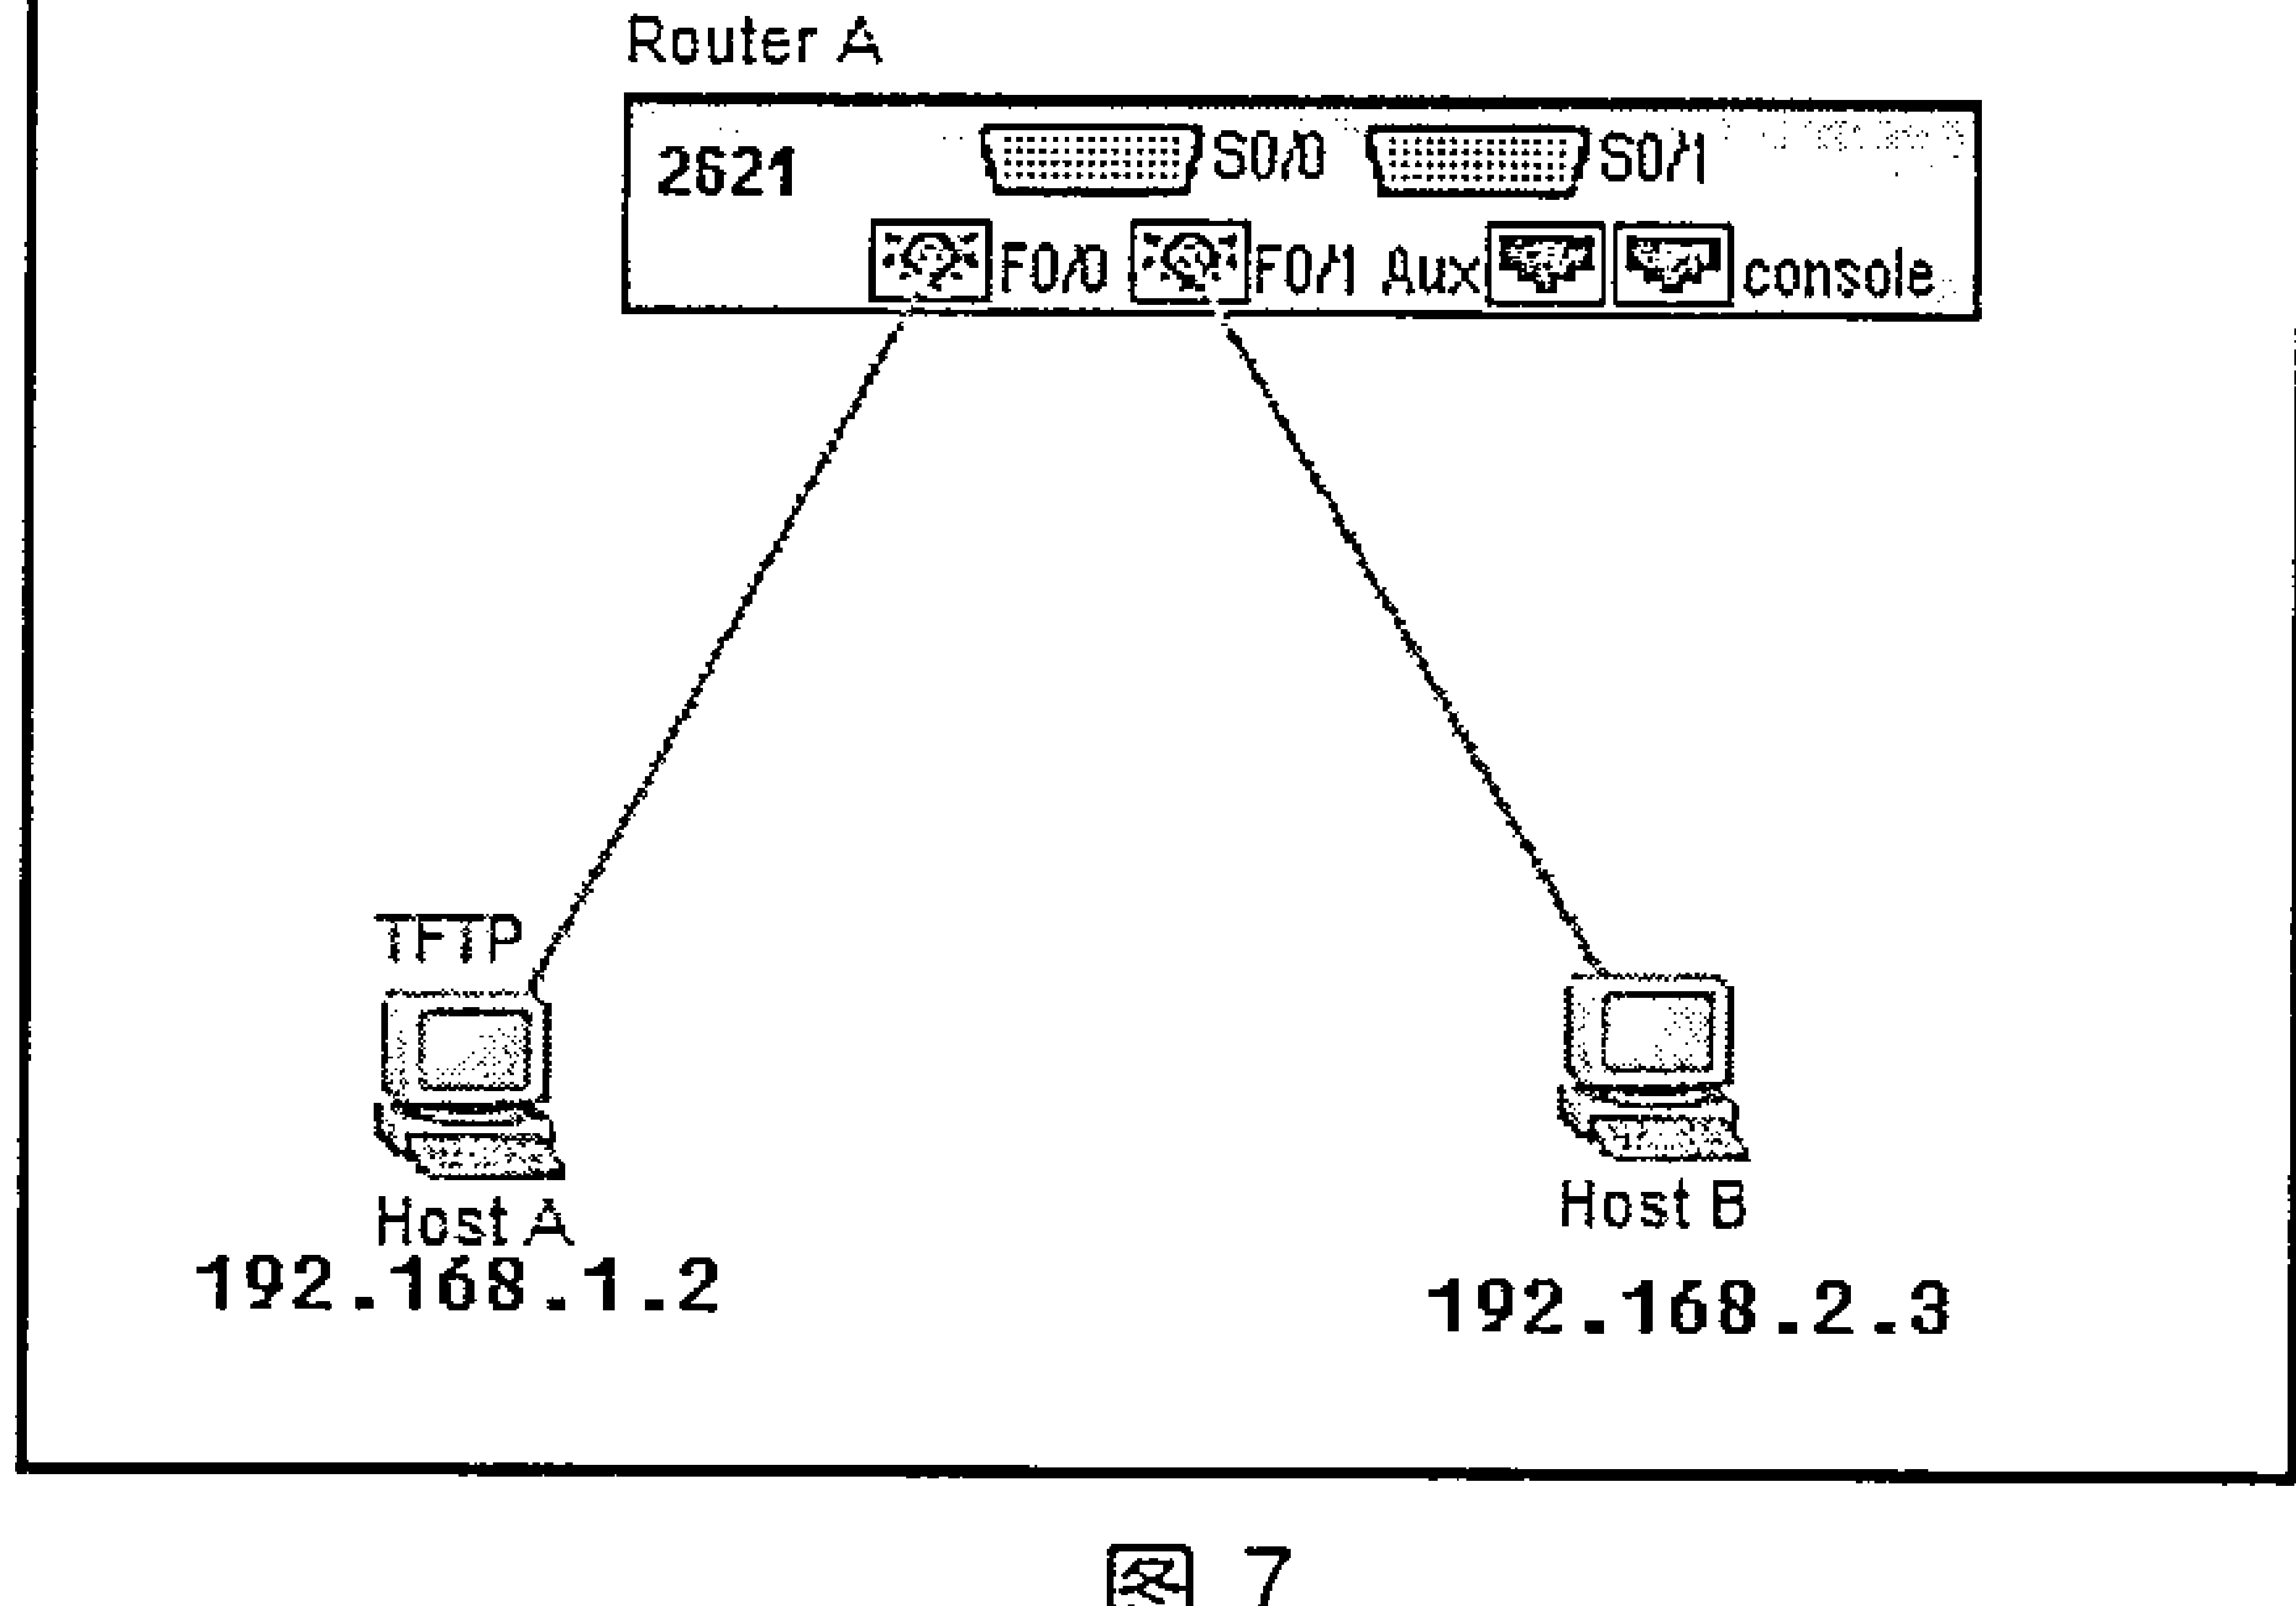 Router A
2621 S0/0 S0/1
F0/0 F0/1 Aux console
TFTP
Host A
192.168.1.2
Host B
192.168.2.3
图 7